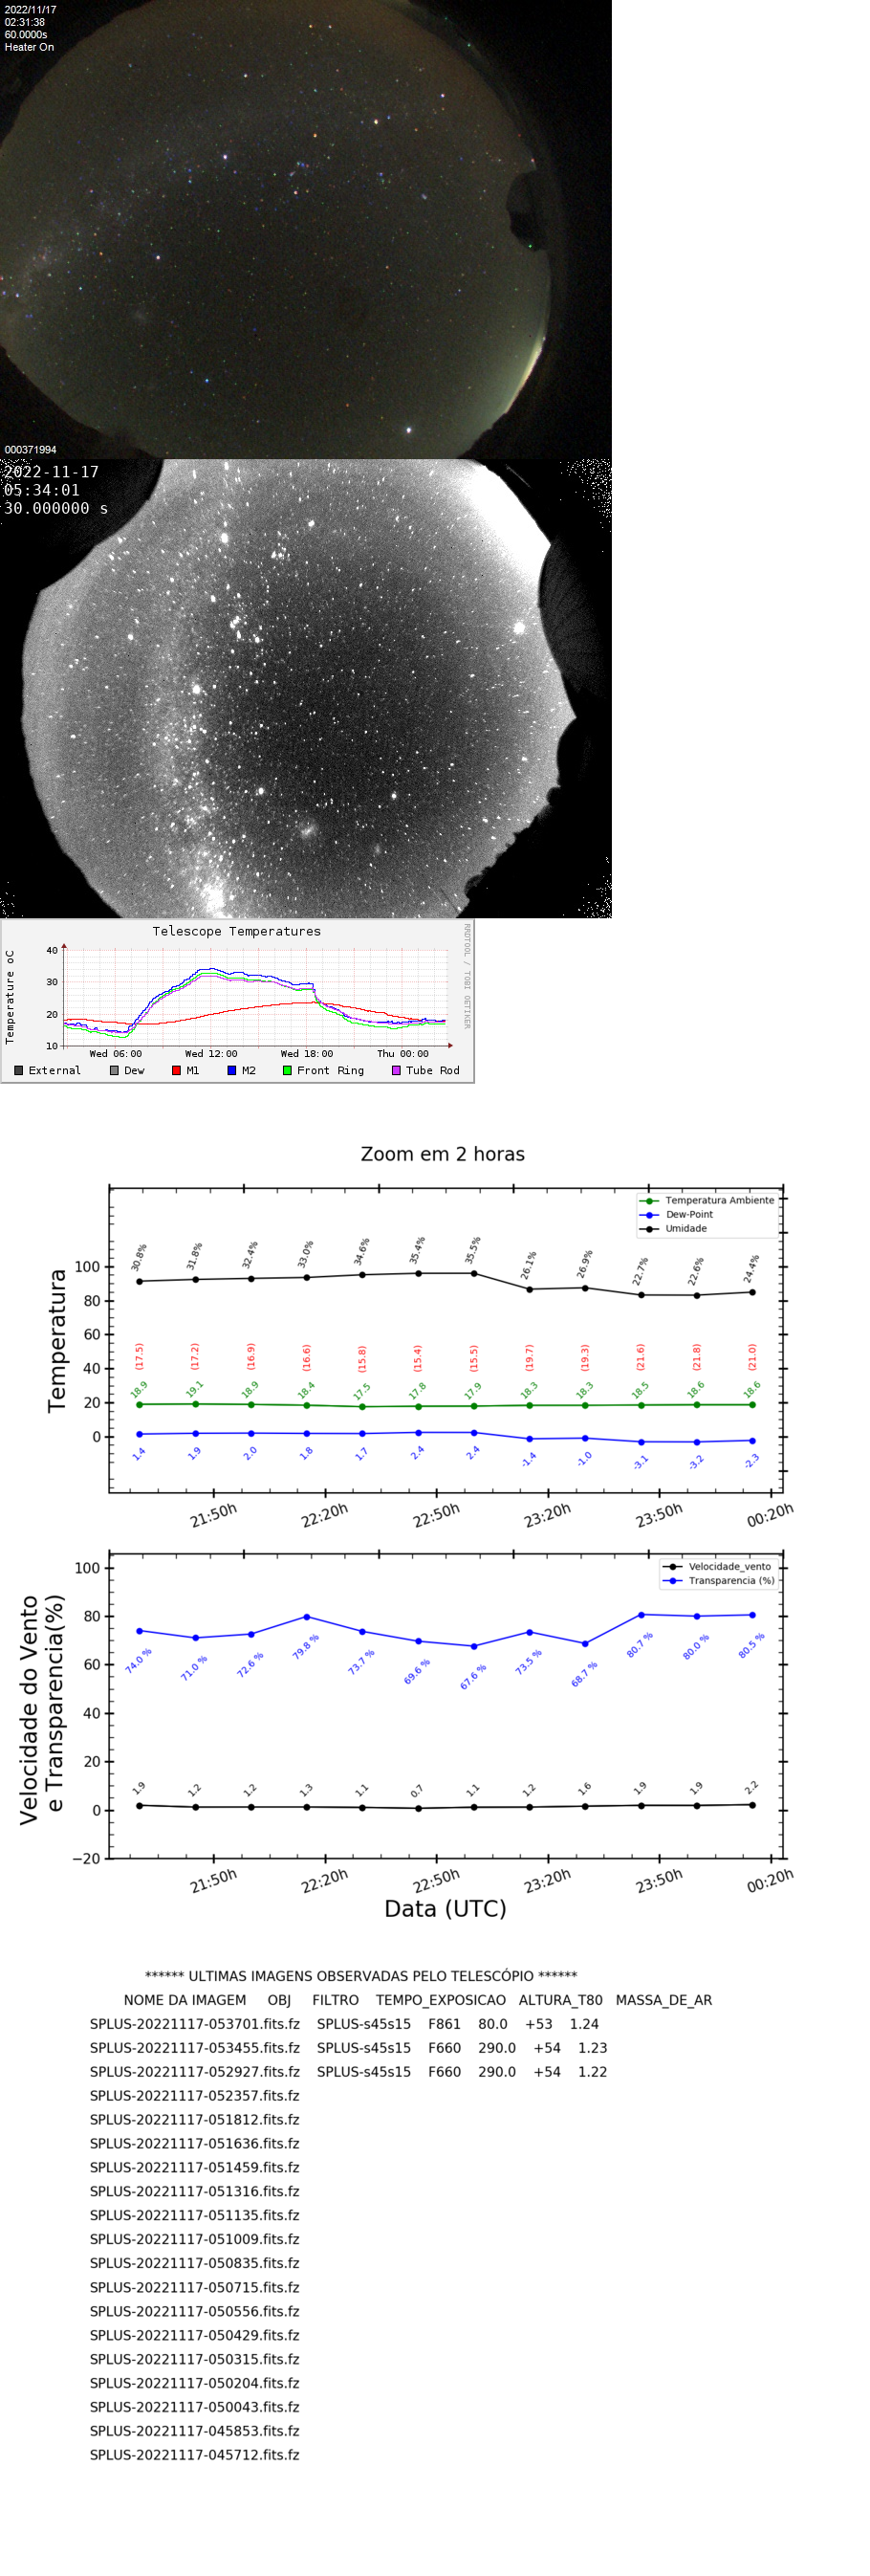 2022/11/17
02:31:38
60.0000s
Heater On
000371994
2022-11-17
05:34:01
30.000000 s
Telescope Temperatures
RRDTOOL / TOBI OETIKER
Temperature oC
40
30
20
10
Wed 06:00 Wed 12:00 Wed 18:00 Thu 00:00
External Dew M1 M2 Front Ring Tube Rod
Zoom em 2 horas
Temperatura Ambiente
Dew-Point
Umidade
Temperatura
100
80
60
40
20
0
30.8% 31.8% 32.4% 33.0% 34.6% 35.4% 35.5% 26.1% 26.9% 22.7% 22.6% 24.4%
(17.5) (17.2) (16.9) (16.6) (15.8) (15.4) (15.5) (19.7) (19.3) (21.6) (21.8) (21.0)
18.9 19.1 18.9 18.4 17.5 17.8 17.9 18.3 18.3 18.5 18.6 18.6
1.4 1.9 2.0 1.8 1.7 2.4 2.4 -1.4 -1.0 -3.1 -3.2 -2.3
21:50h 22:20h 22:50h 23:20h 23:50h 00:20h
Velocidade_vento
Transparencia (%)
Velocidade do Vento
e Transparencia(%)
100
80
60
40
20
0
−20
74.0 % 71.0 % 72.6 % 79.8 % 73.7 % 69.6 % 67.6 % 73.5 % 68.7 % 80.7 % 80.0 % 80.5 %
1.9 1.2 1.2 1.3 1.1 0.7 1.1 1.2 1.6 1.9 1.9 2.2
21:50h 22:20h 22:50h 23:20h 23:50h 00:20h
Data (UTC)
****** ULTIMAS IMAGENS OBSERVADAS PELO TELESCÓPIO ******
NOME DA IMAGEM OBJ FILTRO TEMPO_EXPOSICAO ALTURA_T80 MASSA_DE_AR
SPLUS-20221117-053701.fits.fz SPLUS-s45s15 F861 80.0 +53 1.24
SPLUS-20221117-053455.fits.fz SPLUS-s45s15 F660 290.0 +54 1.23
SPLUS-20221117-052927.fits.fz SPLUS-s45s15 F660 290.0 +54 1.22
SPLUS-20221117-052357.fits.fz
SPLUS-20221117-051812.fits.fz
SPLUS-20221117-051636.fits.fz
SPLUS-20221117-051459.fits.fz
SPLUS-20221117-051316.fits.fz
SPLUS-20221117-051135.fits.fz
SPLUS-20221117-051009.fits.fz
SPLUS-20221117-050835.fits.fz
SPLUS-20221117-050715.fits.fz
SPLUS-20221117-050556.fits.fz
SPLUS-20221117-050429.fits.fz
SPLUS-20221117-050315.fits.fz
SPLUS-20221117-050204.fits.fz
SPLUS-20221117-050043.fits.fz
SPLUS-20221117-045853.fits.fz
SPLUS-20221117-045712.fits.fz